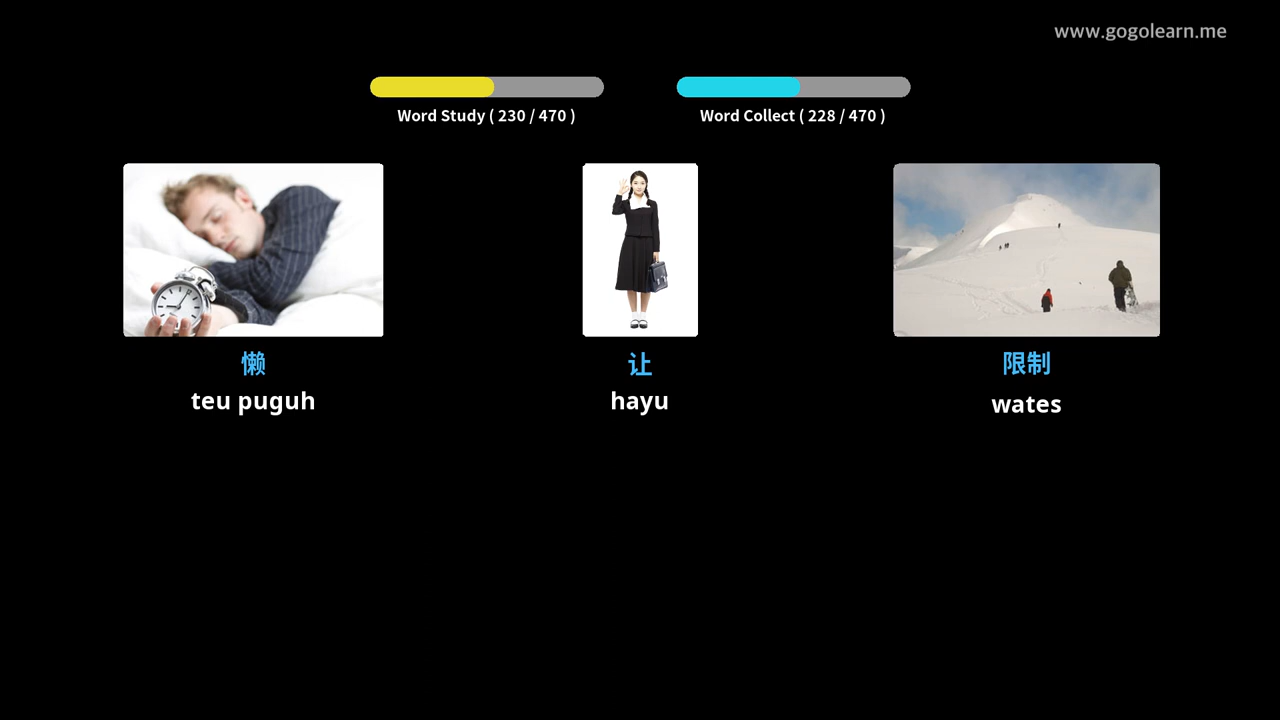 www.gogolearn.me
Word Study ( 230 / 470 )
Word Collect ( 228 / 470 )
懒
让
限制
teu puguh
hayu
wates